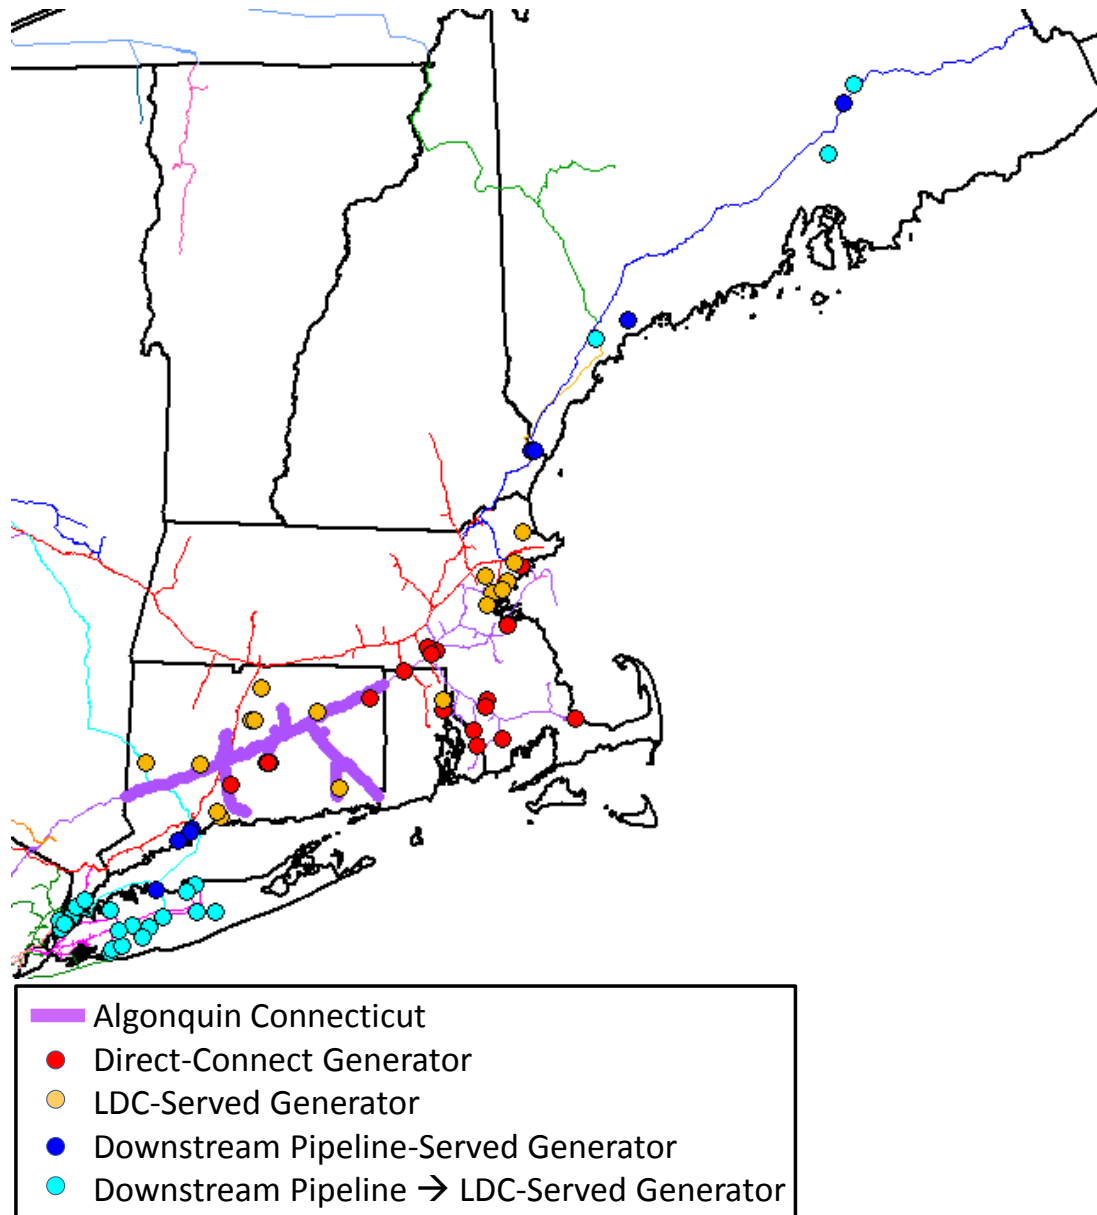 Algonquin Connecticut
Direct-Connect Generator
LDC-Served Generator
Downstream Pipeline-Served Generator
Downstream Pipeline → LDC-Served Generator